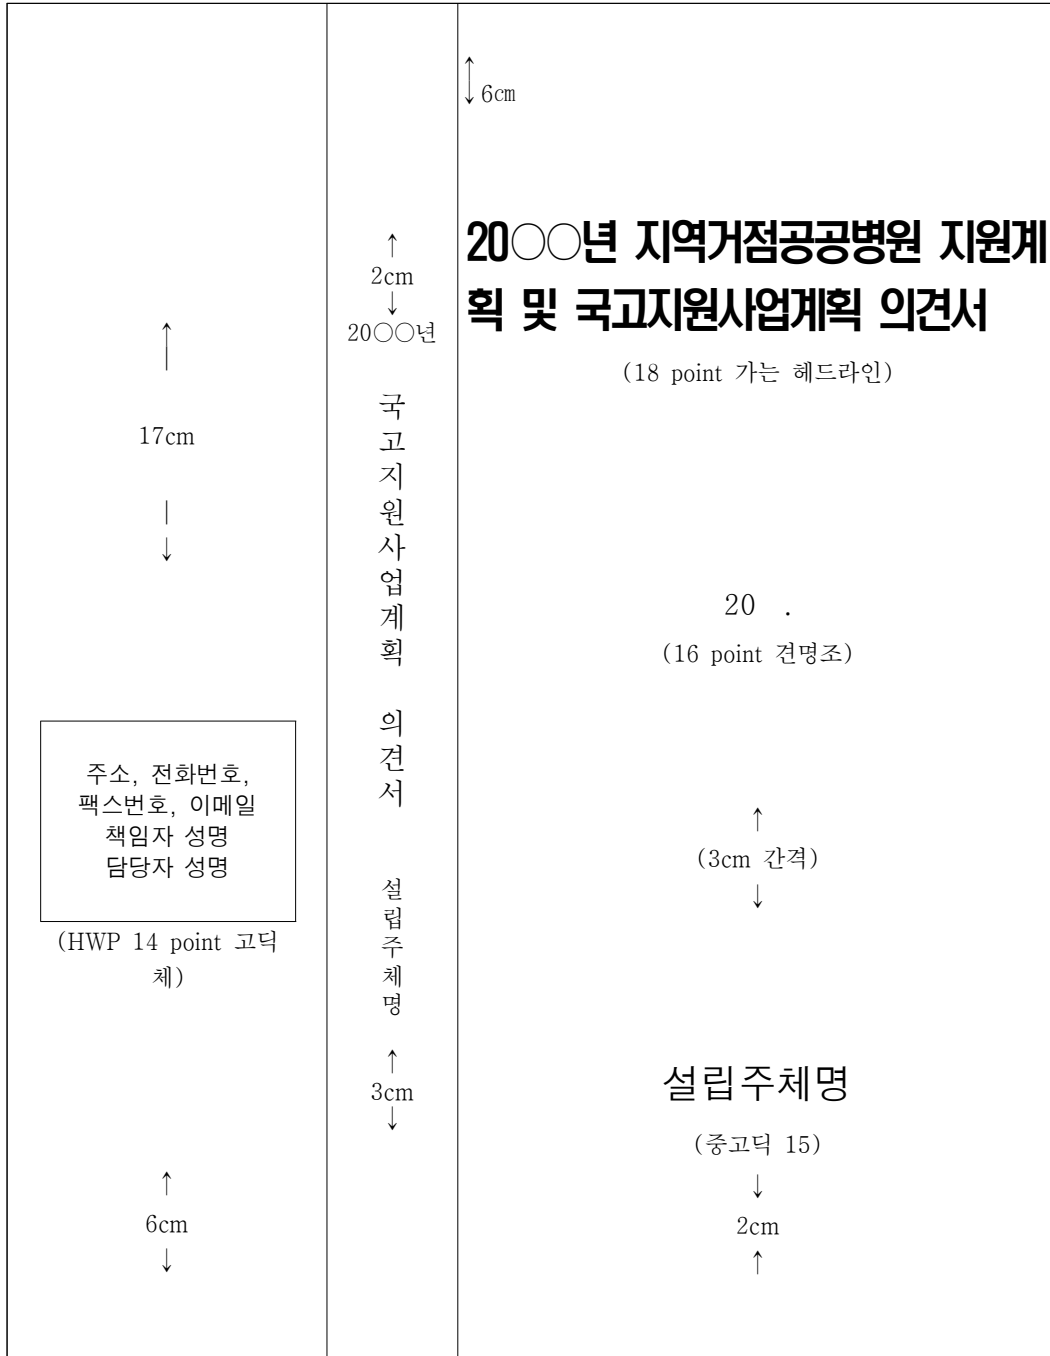 ↑
|
17cm
|
↓
주소, 전화번호,
팩스번호, 이메일
책임자 성명
담당자 성명
(HWP 14 point 고딕
체)
↑
6cm
↓
↑
2cm
↓
20○○년
국
고
지
원
사
업
계
획
의
견
서
설
립
주
체
명
↑
3cm
↓
↑
↓ 6cm
20○○년 지역거점공공병원 지원계
획 및 국고지원사업계획 의견서
(18 point 가는 헤드라인)
20  .
(16 point 견명조)
↑
(3cm 간격)
↓
설립주체명
(중고딕 15)
↓
2cm
↑